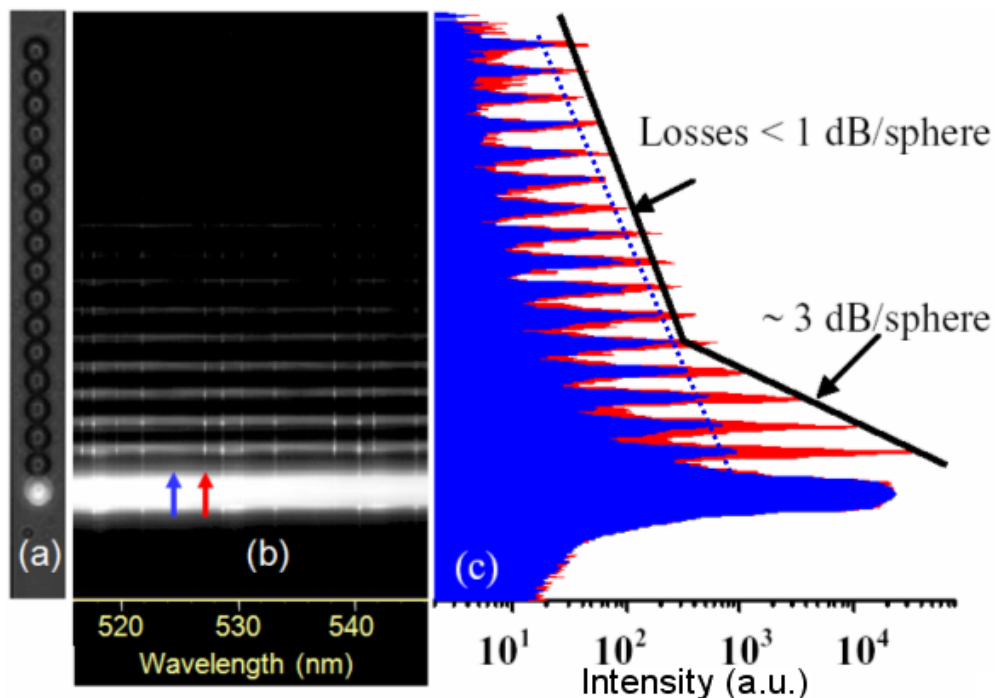 Losses < 1 dB/sphere
~ 3 dB/sphere
(a)
(b)
(c)
520 530 540
Wavelength (nm)
10¹ 10² 10³ 10⁴
Intensity (a.u.)